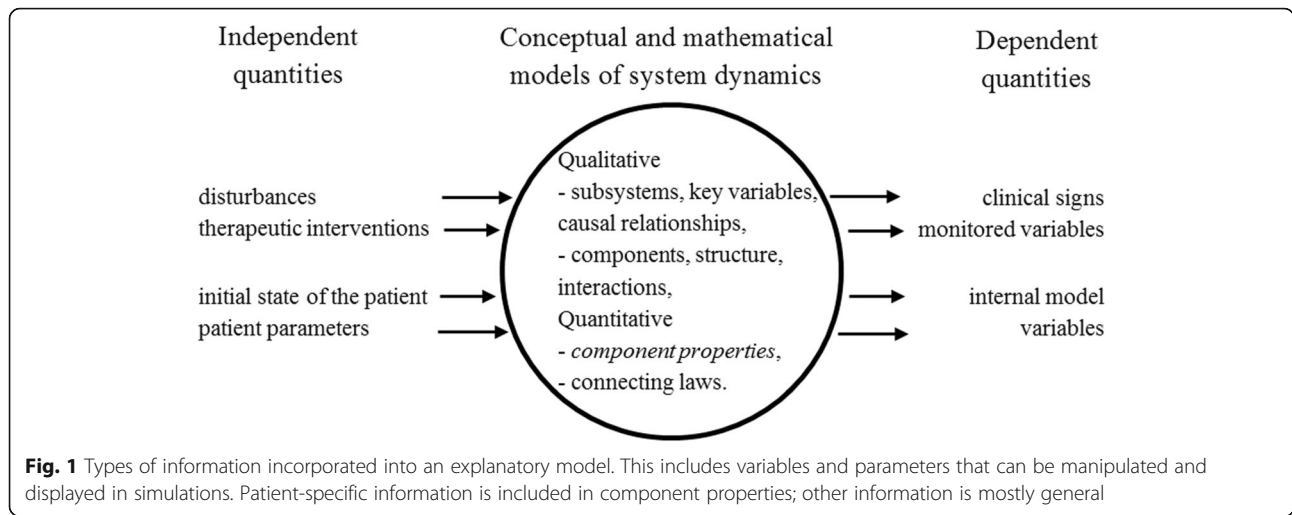 Independent
quantities
Conceptual and mathematical
models of system dynamics
Dependent
quantities
disturbances
therapeutic interventions
initial state of the patient
patient parameters
Qualitative
- subsystems, key variables,
causal relationships,
- components, structure,
interactions,
Quantitative
- component properties,
- connecting laws.
clinical signs
monitored variables
internal model
variables
Fig. 1 Types of information incorporated into an explanatory model. This includes variables and parameters that can be manipulated and
displayed in simulations. Patient-specific information is included in component properties; other information is mostly general